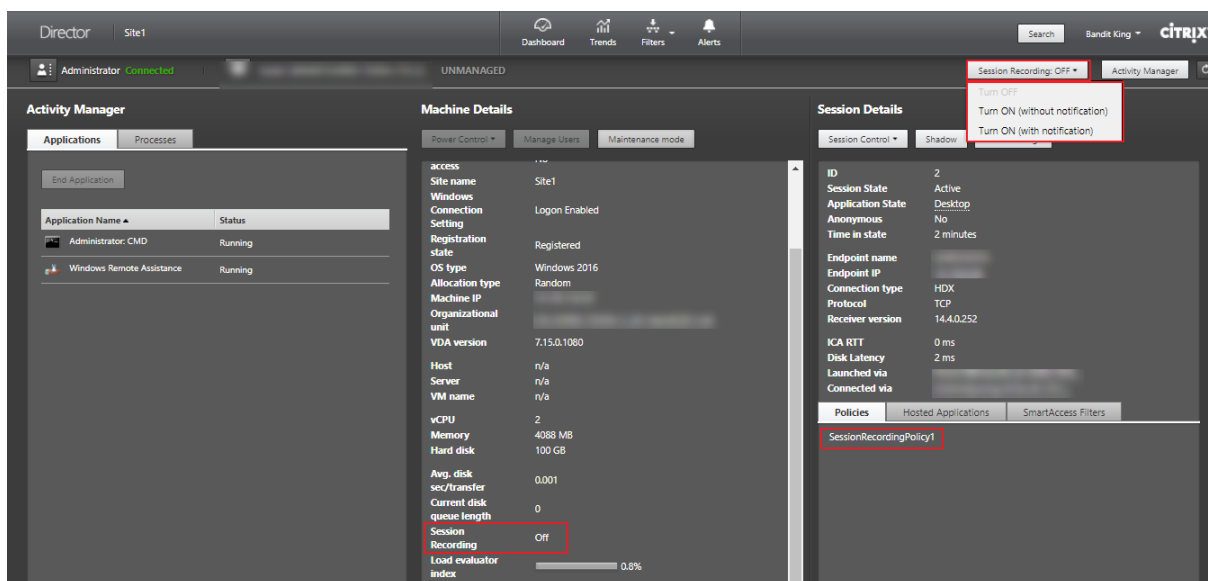 Director Site1 Dashboard Trends Filters Alerts Search Bandit King CİTRIX
Administrator Connected UNMANAGED Session Recording: OFF Activity Manager
Turn OFF
Turn ON (without notification)
Turn ON (with notification)
Activity Manager
Applications Processes
End Application
Application Name Status
Administrator: CMD Running
Windows Remote Assistance Running
Machine Details
Power Control Manage Users Maintenance mode
access
Site name Site1
Windows
Connection Logon Enabled
Setting
Registration
state Registered
OS type Windows 2016
Allocation type Random
Machine IP
Organizational
unit
VDA version 7.15.0.1080
Host n/a
Server n/a
VM name n/a
vCPU 2
Memory 4088 MB
Hard disk 100 GB
Avg. disk
sec/transfer 0.001
Current disk
queue length 0
Session
Recording Off
Load evaluator
index 0.8%
Session Details
Session Control Shadow
ID 2
Session State Active
Application State Desktop
Anonymous No
Time in state 2 minutes
Endpoint name
Endpoint IP
Connection type HDX
Protocol TCP
Receiver version 14.4.0.252
ICA RTT 0 ms
Disk Latency 2 ms
Launched via
Connected via
Policies Hosted Applications SmartAccess Filters
SessionRecordingPolicy1